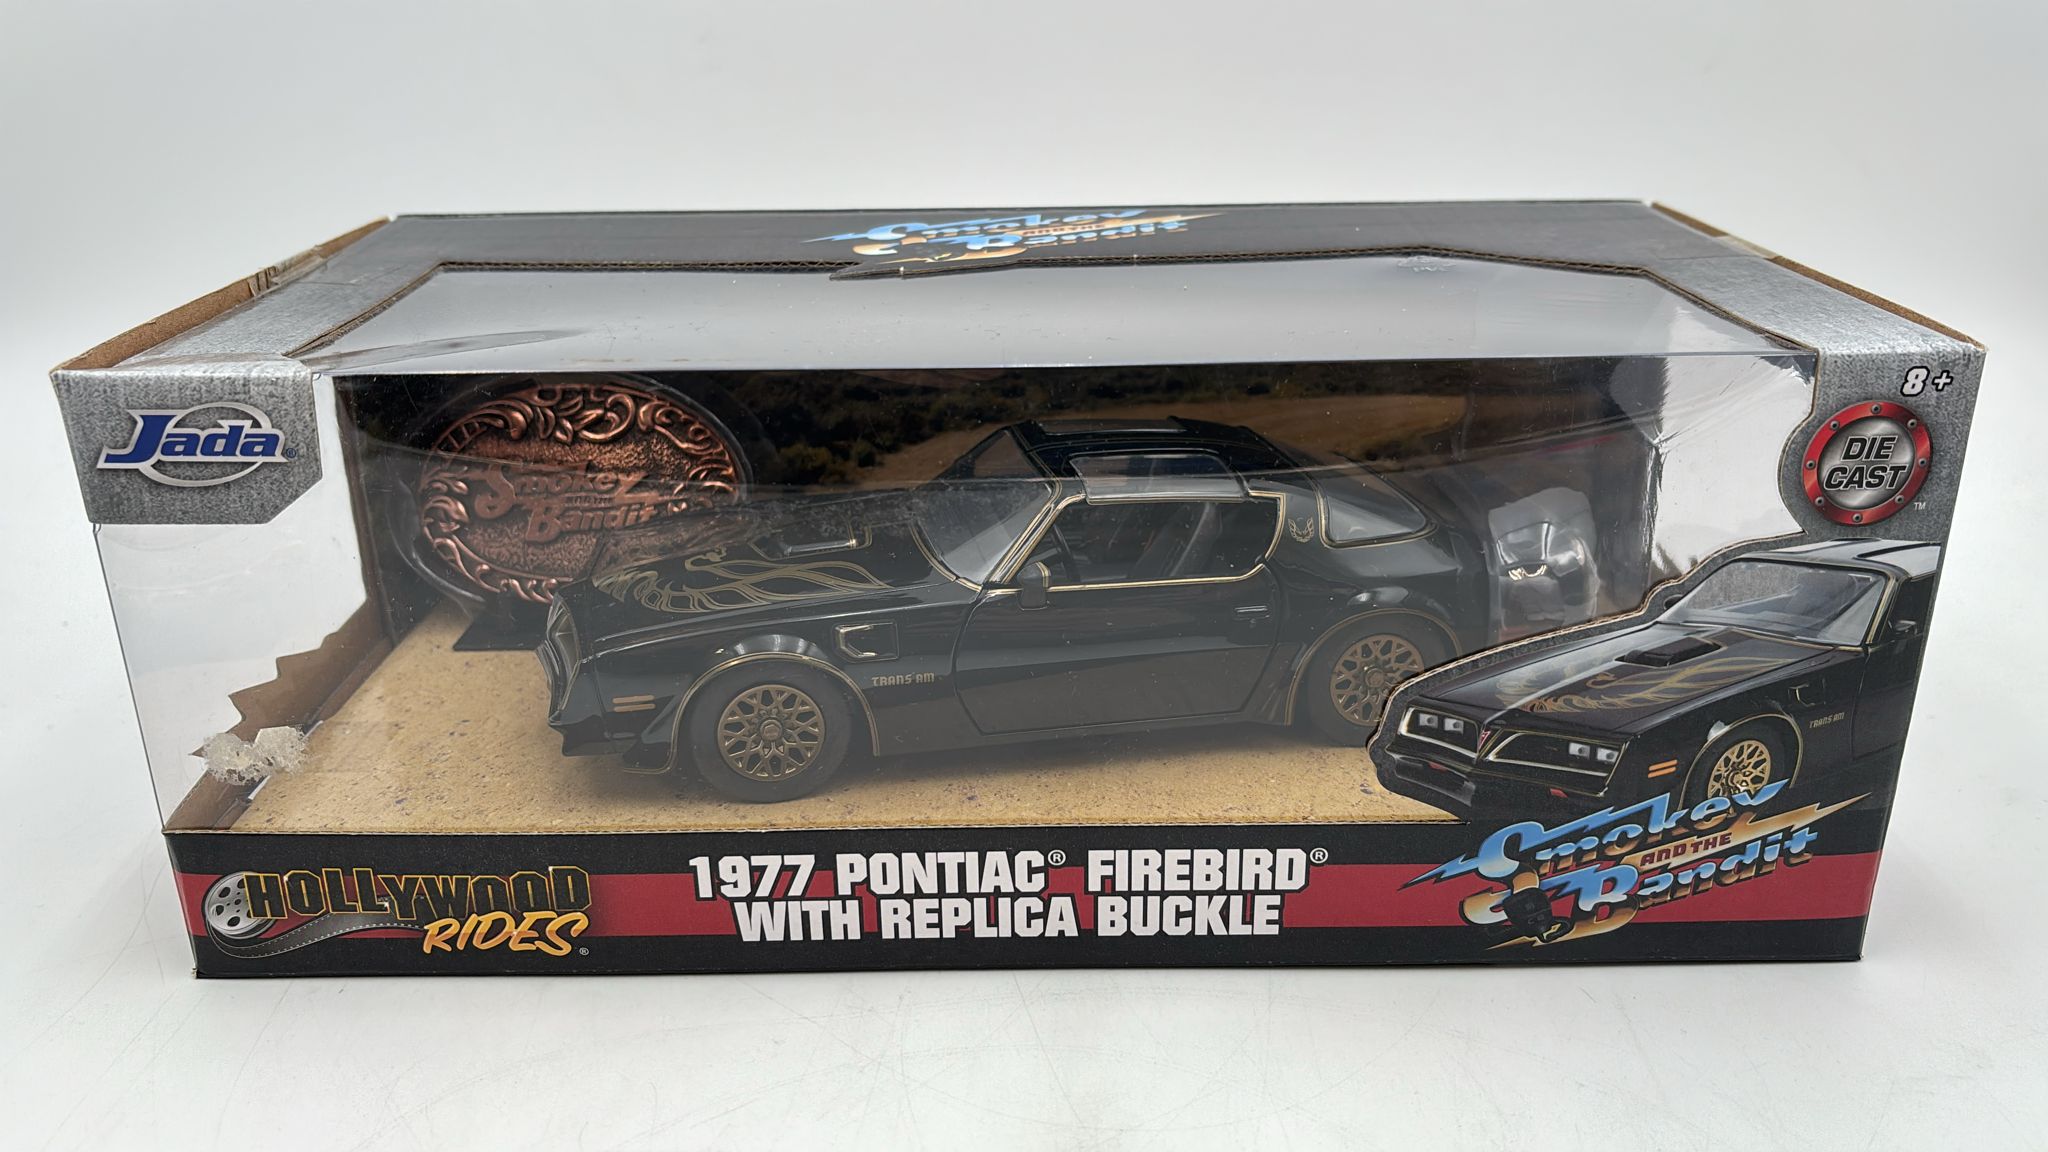 Smokey
AND THE
Bandit
Jada®
8+
DIE
CAST
TM
Smokey
AND THE
Bandit
TRANS AM
TRANS AM
HOLLYWOOD
RIDES®
1977 PONTIAC® FIREBIRD®
WITH REPLICA BUCKLE
Smokey
AND THE
Bandit